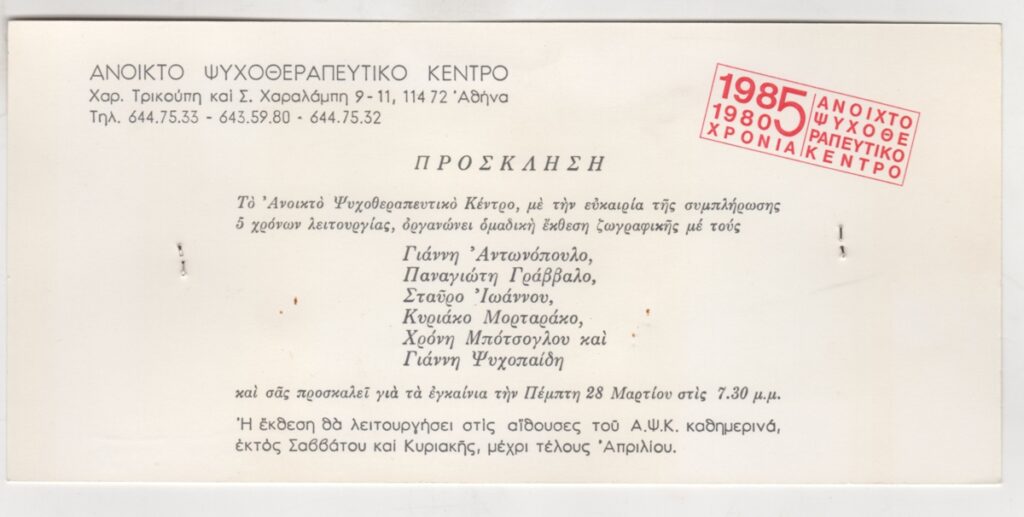 ΑΝΟΙΚΤΟ ΨΥΧΟΘΕΡΑΠΕΥΤΙΚΟ ΚΕΝΤΡΟ
Χαρ. Τρικούπη καὶ Σ. Χαραλάμπη 9 - 11, 114 72 Ἀθήνα
Τηλ. 644.75.33 - 643.59.80 - 644.75.32
1985
1980
5 ΧΡΟΝΙΑ
ΑΝΟΙΧΤΟ
ΨΥΧΟΘΕ
ΡΑΠΕΥΤΙΚΟ
ΚΕΝΤΡΟ
ΠΡΟΣΚΛΗΣΗ
Τὸ Ἀνοικτὸ Ψυχοθεραπευτικὸ Κέντρο, μὲ τὴν εὐκαιρία τῆς συμπλήρωσης
5 χρόνων λειτουργίας, ὀργανώνει ὁμαδικὴ ἔκθεση ζωγραφικῆς μὲ τοὺς
Γιάννη Ἀντωνόπουλο,
Παναγιώτη Γράββαλο,
Σταῦρο Ἰωάννου,
Κυριάκο Μορταράκο,
Χρόνη Μπότσογλου καὶ
Γιάννη Ψυχοπαίδη
καὶ σᾶς προσκαλεῖ γιὰ τὰ ἐγκαίνια τὴν Πέμπτη 28 Μαρτίου στὶς 7.30 μ.μ.
Ἡ ἔκθεση θὰ λειτουργήσει στὶς αἴθουσες τοῦ Α.Ψ.Κ. καθημερινά,
ἐκτὸς Σαββάτου καὶ Κυριακῆς, μέχρι τέλους Ἀπριλίου.